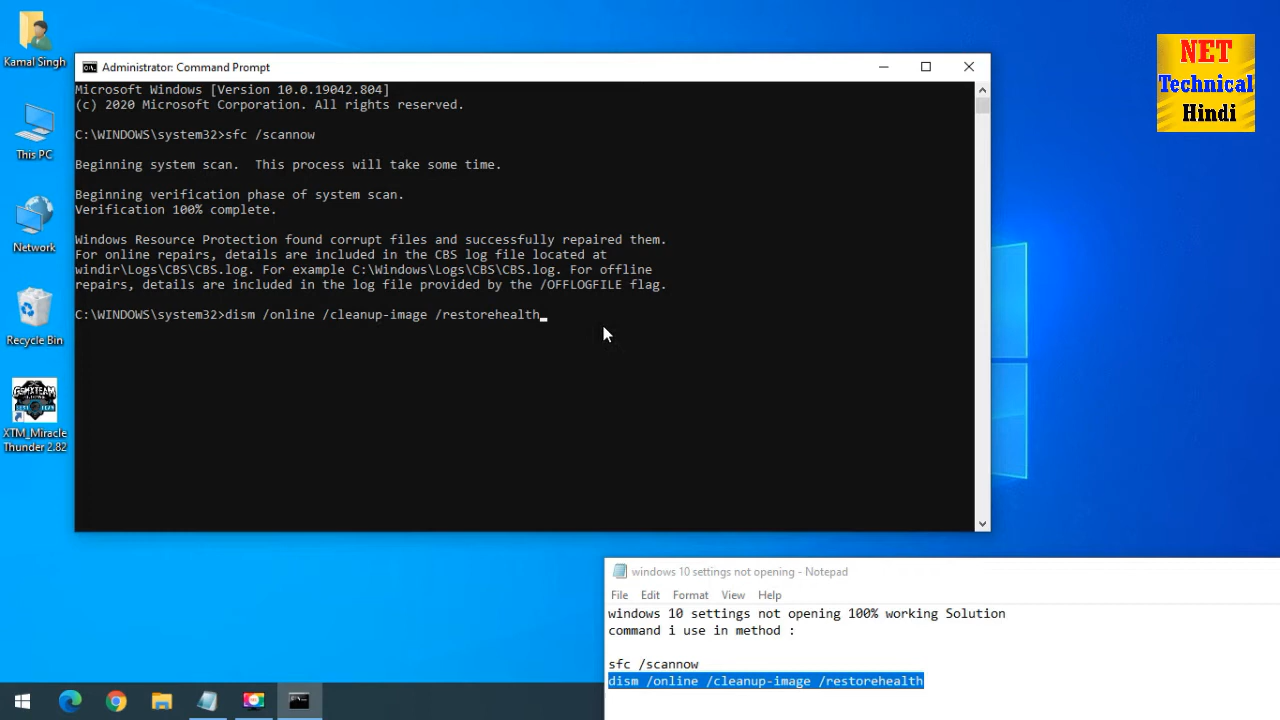 Kamal Singh
This PC
Network
Recycle Bin
GSMXTEAM
XTM_Miracle
Thunder 2.82
Administrator: Command Prompt
Microsoft Windows [Version 10.0.19042.804]
(c) 2020 Microsoft Corporation. All rights reserved.
C:\WINDOWS\system32>sfc /scannow
Beginning system scan.  This process will take some time.
Beginning verification phase of system scan.
Verification 100% complete.
Windows Resource Protection found corrupt files and successfully repaired them.
For online repairs, details are included in the CBS log file located at
windir\Logs\CBS\CBS.log. For example C:\Windows\Logs\CBS\CBS.log. For offline
repairs, details are included in the log file provided by the /OFFLOGFILE flag.
C:\WINDOWS\system32>dism /online /cleanup-image /restorehealth
NET
Technical
Hindi
windows 10 settings not opening - Notepad
File Edit Format View Help
windows 10 settings not opening 100% working Solution
command i use in method :
sfc /scannow
dism /online /cleanup-image /restorehealth